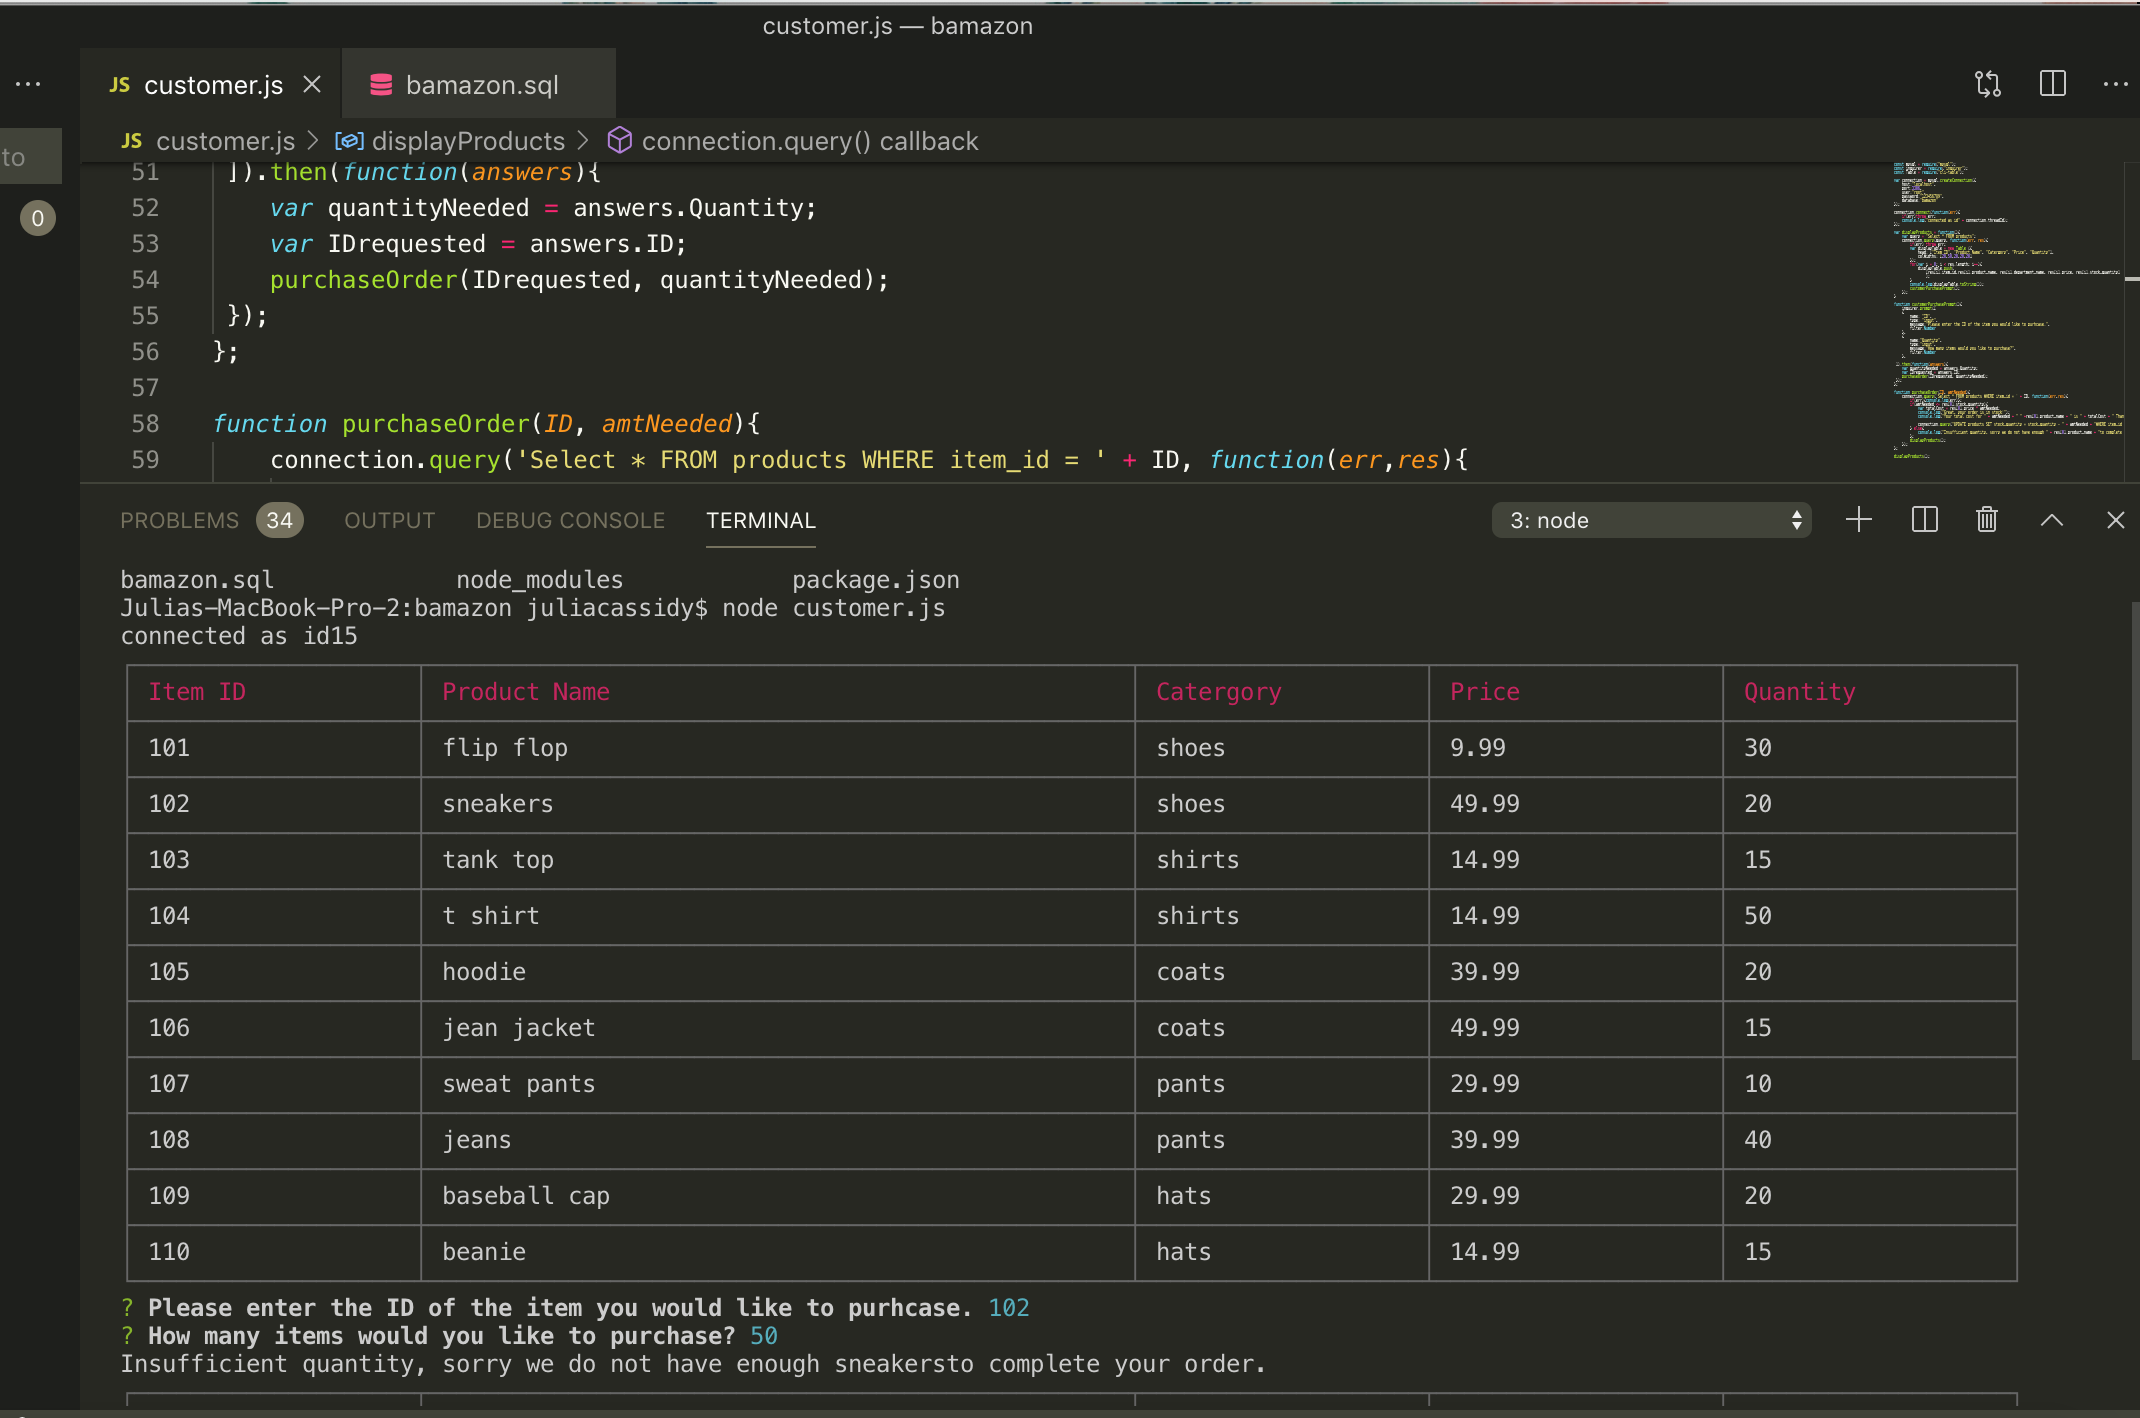 customer.js — bamazon
JS customer.js bamazon.sql
to
JS customer.js > displayProducts > connection.query() callback
0
51 ]).then(function(answers){
52 var quantityNeeded = answers.Quantity;
53 var IDrequested = answers.ID;
54 purchaseOrder(IDrequested, quantityNeeded);
55 });
56 };
57
58 function purchaseOrder(ID, amtNeeded){
59 connection.query('Select * FROM products WHERE item_id = ' + ID, function(err,res){
PROBLEMS 34 OUTPUT DEBUG CONSOLE TERMINAL 3: node
bamazon.sql node_modules package.json
Julias-MacBook-Pro-2:bamazon juliacassidy$ node customer.js
connected as id15
Item ID Product Name Catergory Price Quantity
101 flip flop shoes 9.99 30
102 sneakers shoes 49.99 20
103 tank top shirts 14.99 15
104 t shirt shirts 14.99 50
105 hoodie coats 39.99 20
106 jean jacket coats 49.99 15
107 sweat pants pants 29.99 10
108 jeans pants 39.99 40
109 baseball cap hats 29.99 20
110 beanie hats 14.99 15
? Please enter the ID of the item you would like to purhcase. 102
? How many items would you like to purchase? 50
Insufficient quantity, sorry we do not have enough sneakersto complete your order.